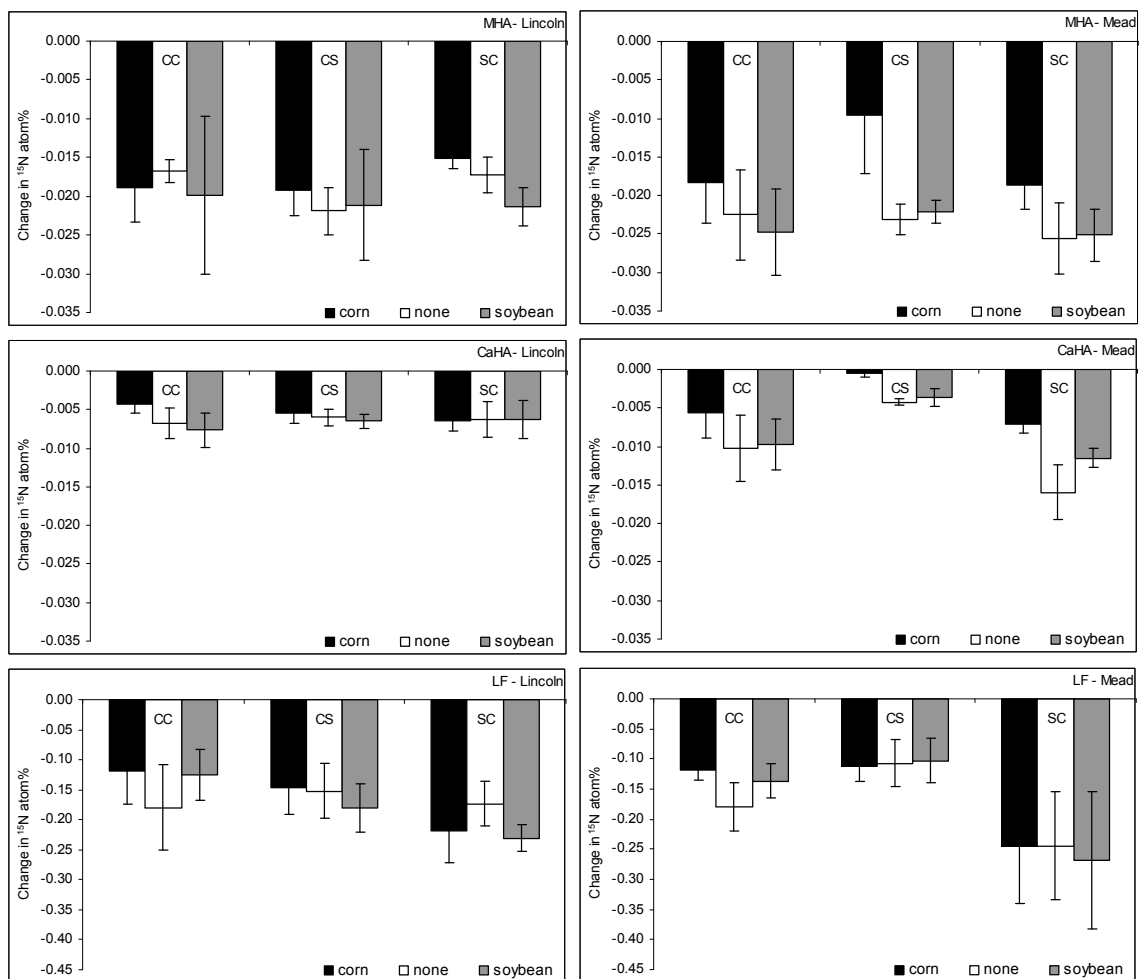 MHA- Lincoln
0.000
-0.005
-0.010
-0.015
-0.020
-0.025
-0.030
-0.035
Change in ¹⁵N atom%
CC CS SC
corn none soybean
MHA- Mead
0.000
-0.005
-0.010
-0.015
-0.020
-0.025
-0.030
-0.035
Change in ¹⁵N atom%
CC CS SC
corn none soybean
CaHA- Lincoln
0.000
-0.005
-0.010
-0.015
-0.020
-0.025
-0.030
-0.035
Change in ¹⁵N atom%
CC CS SC
corn none soybean
CaHA- Mead
0.000
-0.005
-0.010
-0.015
-0.020
-0.025
-0.030
-0.035
Change in ¹⁵N atom%
CC CS SC
corn none soybean
LF - Lincoln
0.00
-0.05
-0.10
-0.15
-0.20
-0.25
-0.30
-0.35
-0.40
-0.45
Change in ¹⁵N atom%
CC CS SC
corn none soybean
LF - Mead
0.00
-0.05
-0.10
-0.15
-0.20
-0.25
-0.30
-0.35
-0.40
-0.45
Change in ¹⁵N atom%
CC CS SC
corn none soybean